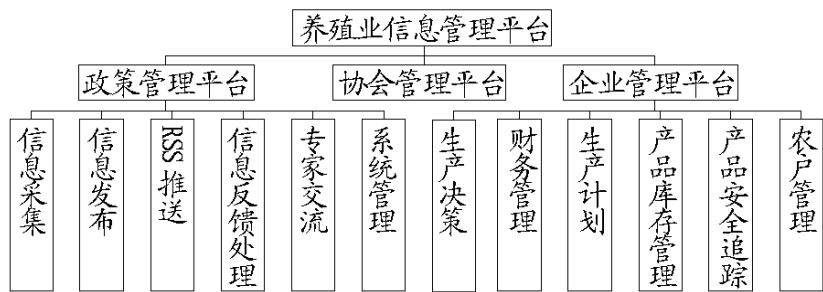 养殖业信息管理平台
政策管理平台
协会管理平台
企业管理平台
信息采集
信息发布
RSS推送
信息反馈处理
专家交流
系统管理
生产决策
财务管理
生产计划
产品库存管理
产品安全追踪
农户管理